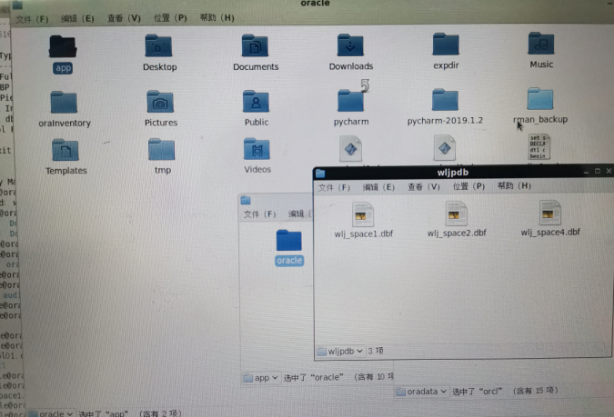 oracle
文件 (F) 编辑 (E) 查看 (V) 位置 (P) 帮助 (H)
app Desktop Documents Downloads expdir Music
oraInventory Pictures Public pycharm pycharm-2019.1.2 rman_backup
Templates tmp Videos
wljpdb
文件 (F) 编辑 (E) 查看 (V) 位置 (P) 帮助 (H)
wlj_space1.dbf wlj_space2.dbf wlj_space4.dbf
wljpdb 3 项
文件 (F) 编辑
oracle
app 选中了 "oracle" (含有 10 项
oradata 选中了 "orcl" (含有 15 项)
oracle 选中了 "app" (含有 2 项)